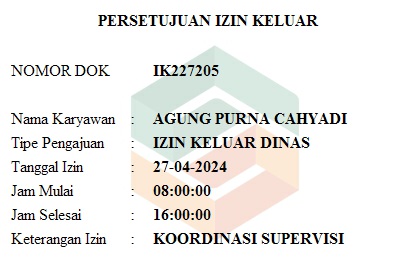 PERSETUJUAN IZIN KELUAR
NOMOR DOK IK227205
Nama Karyawan : AGUNG PURNA CAHYADI
Tipe Pengajuan : IZIN KELUAR DINAS
Tanggal Izin : 27-04-2024
Jam Mulai : 08:00:00
Jam Selesai : 16:00:00
Keterangan Izin : KOORDINASI SUPERVISI